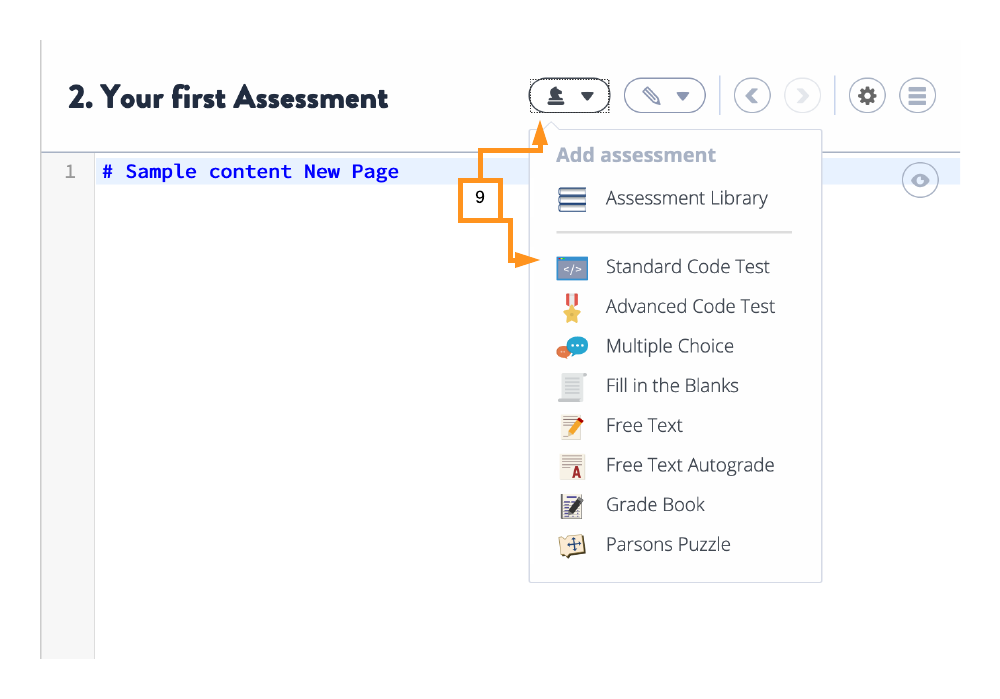 2. Your first Assessment
1 # Sample content New Page
9
Add assessment
Assessment Library
</>
Standard Code Test
Advanced Code Test
Multiple Choice
Fill in the Blanks
Free Text
A
Free Text Autograde
Grade Book
Parsons Puzzle